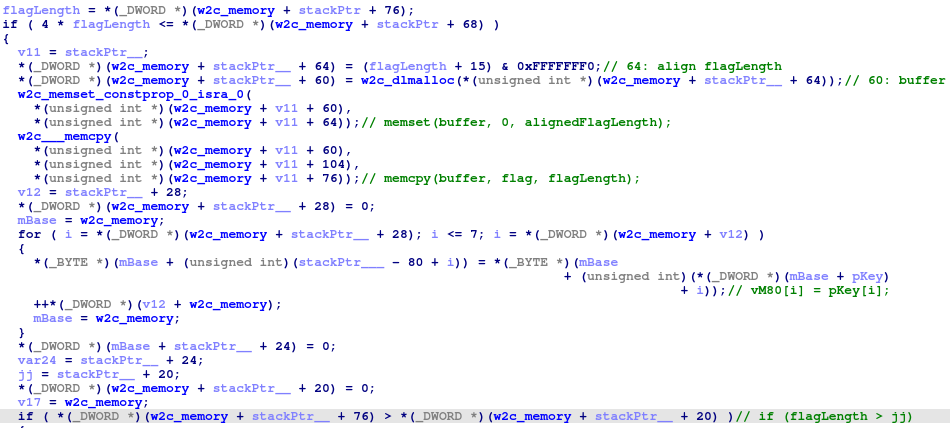 flagLength = *(_DWORD *)(w2c_memory + stackPtr + 76);
if ( 4 * flagLength <= *(_DWORD *)(w2c_memory + stackPtr + 68) )
{
v11 = stackPtr__;
*(_DWORD *)(w2c_memory + stackPtr__ + 64) = (flagLength + 15) & 0xFFFFFFF0;// 64: align flagLength
*(_DWORD *)(w2c_memory + stackPtr__ + 60) = w2c_dlmalloc(*(unsigned int *)(w2c_memory + stackPtr__ + 64));// 60: buffer
w2c_memset_constprop_0_isra_0(
*(unsigned int *)(w2c_memory + v11 + 60),
*(unsigned int *)(w2c_memory + v11 + 64));// memset(buffer, 0, alignedFlagLength);
w2c___memcpy(
*(unsigned int *)(w2c_memory + v11 + 60),
*(unsigned int *)(w2c_memory + v11 + 104),
*(unsigned int *)(w2c_memory + v11 + 76));// memcpy(buffer, flag, flagLength);
v12 = stackPtr__ + 28;
*(_DWORD *)(w2c_memory + stackPtr__ + 28) = 0;
mBase = w2c_memory;
for ( i = *(_DWORD *)(w2c_memory + stackPtr__ + 28); i <= 7; i = *(_DWORD *)(w2c_memory + v12) )
{
*(_BYTE *)(mBase + (unsigned int)(stackPtr___ - 80 + i)) = *(_BYTE *)(mBase
+ (unsigned int)(*(_DWORD *)(mBase + pKey)
+ i));// vM80[i] = pKey[i];
++*(_DWORD *)(v12 + w2c_memory);
mBase = w2c_memory;
}
*(_DWORD *)(mBase + stackPtr__ + 24) = 0;
var24 = stackPtr__ + 24;
jj = stackPtr__ + 20;
*(_DWORD *)(w2c_memory + stackPtr__ + 20) = 0;
v17 = w2c_memory;
if ( *(_DWORD *)(w2c_memory + stackPtr__ + 76) > *(_DWORD *)(w2c_memory + stackPtr__ + 20) )// if (flagLength > jj)